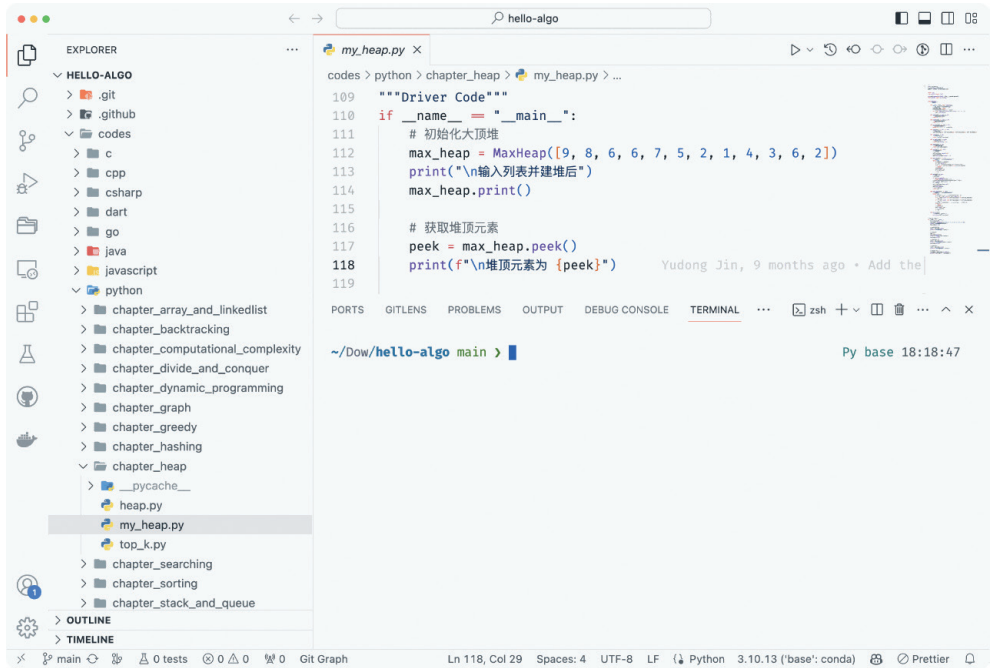 hello-algo
EXPLORER
HELLO-ALGO
.git
.github
codes
c
cpp
csharp
dart
go
java
javascript
python
chapter_array_and_linkedlist
chapter_backtracking
chapter_computational_complexity
chapter_divide_and_conquer
chapter_dynamic_programming
chapter_graph
chapter_greedy
chapter_hashing
chapter_heap
__pycache__
heap.py
my_heap.py
top_k.py
chapter_searching
chapter_sorting
chapter_stack_and_queue
OUTLINE
TIMELINE
1
my_heap.py
codes > python > chapter_heap > my_heap.py > ...
109 """Driver Code"""
110 if __name__ == "__main__":
111 # 初始化大顶堆
112 max_heap = MaxHeap([9, 8, 6, 6, 7, 5, 2, 1, 4, 3, 6, 2])
113 print("\n输入列表并建堆后")
114 max_heap.print()
115
116 # 获取堆顶元素
117 peek = max_heap.peek()
118 print(f"\n堆顶元素为 {peek}") Yudong Jin, 9 months ago • Add the
119
PORTS GITLENS PROBLEMS OUTPUT DEBUG CONSOLE TERMINAL ... zsh
~/Dow/hello-algo main ❯ Py base 18:18:47
main 0 tests 0 0 0 Git Graph Ln 118, Col 29 Spaces: 4 UTF-8 LF Python 3.10.13 ('base': conda) Prettier